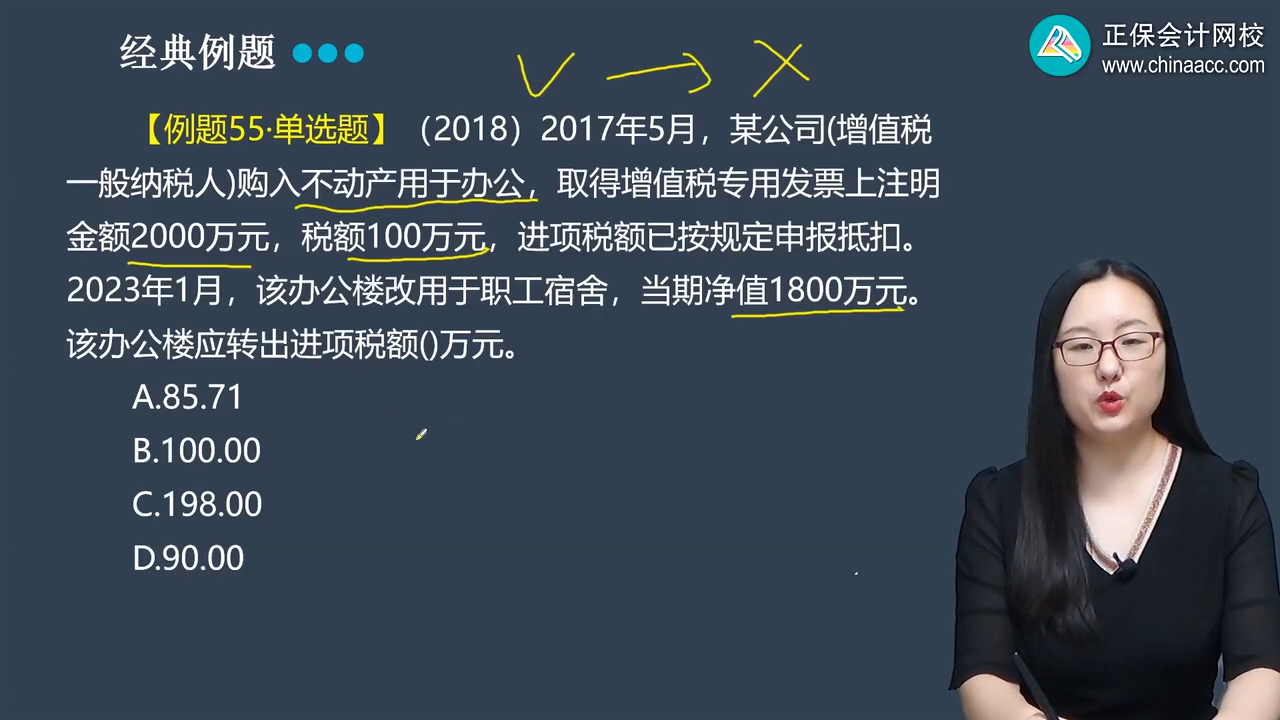 经典例题
正保会计网校
www.chinaacc.com
【例题55·单选题】（2018）2017年5月，某公司(增值税
一般纳税人)购入不动产用于办公，取得增值税专用发票上注明
金额2000万元，税额100万元，进项税额已按规定申报抵扣。
2023年1月，该办公楼改用于职工宿舍，当期净值1800万元。
该办公楼应转出进项税额()万元。
A.85.71
B.100.00
C.198.00
D.90.00